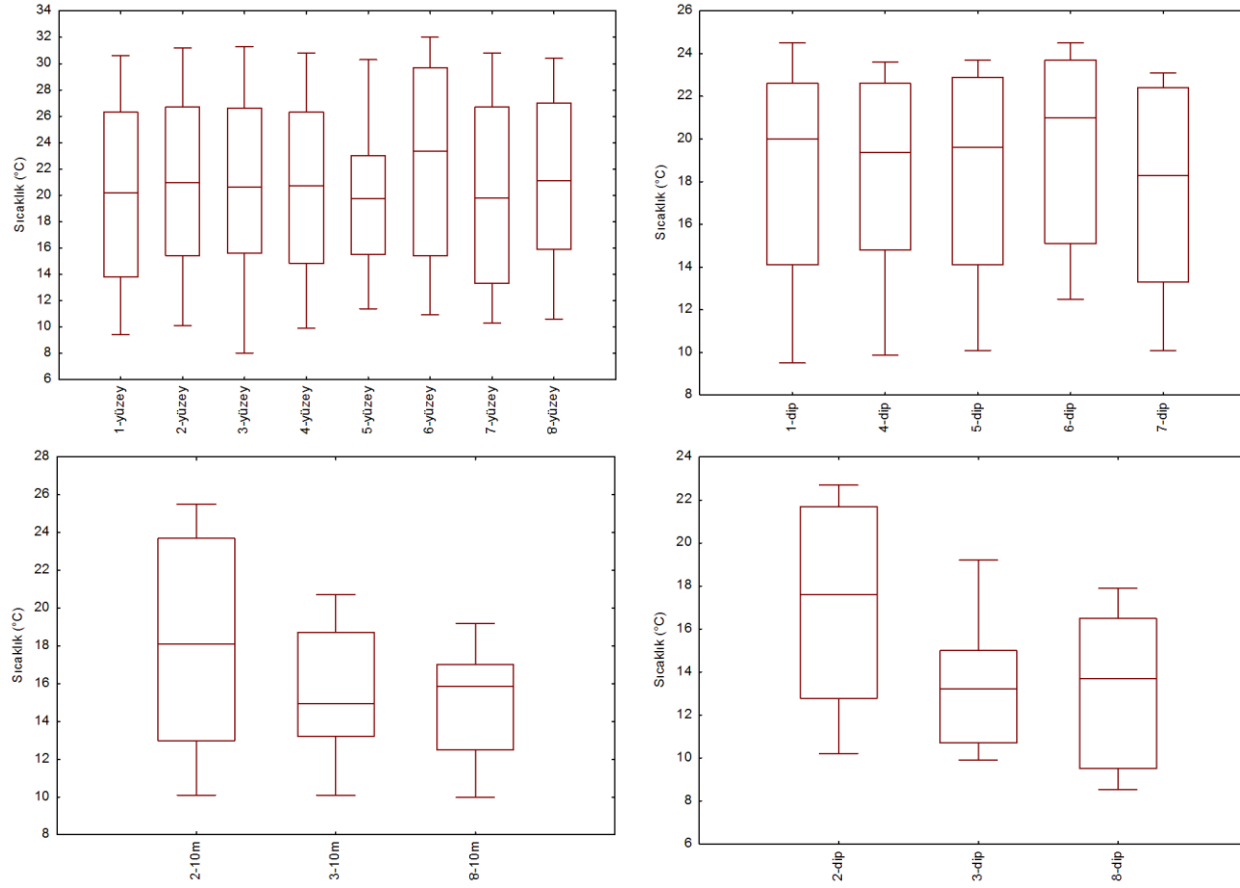 34
32
30
28
26
24
22
20
18
16
14
12
10
8
6
Sıcaklık (°C)
1-yüzey
2-yüzey
3-yüzey
4-yüzey
5-yüzey
6-yüzey
7-yüzey
8-yüzey
26
24
22
20
18
16
14
12
10
8
Sıcaklık (°C)
1-dip
4-dip
5-dip
6-dip
7-dip
28
26
24
22
20
18
16
14
12
10
8
Sıcaklık (°C)
2-10m
3-10m
8-10m
24
22
20
18
16
14
12
10
8
6
Sıcaklık (°C)
2-dip
3-dip
8-dip